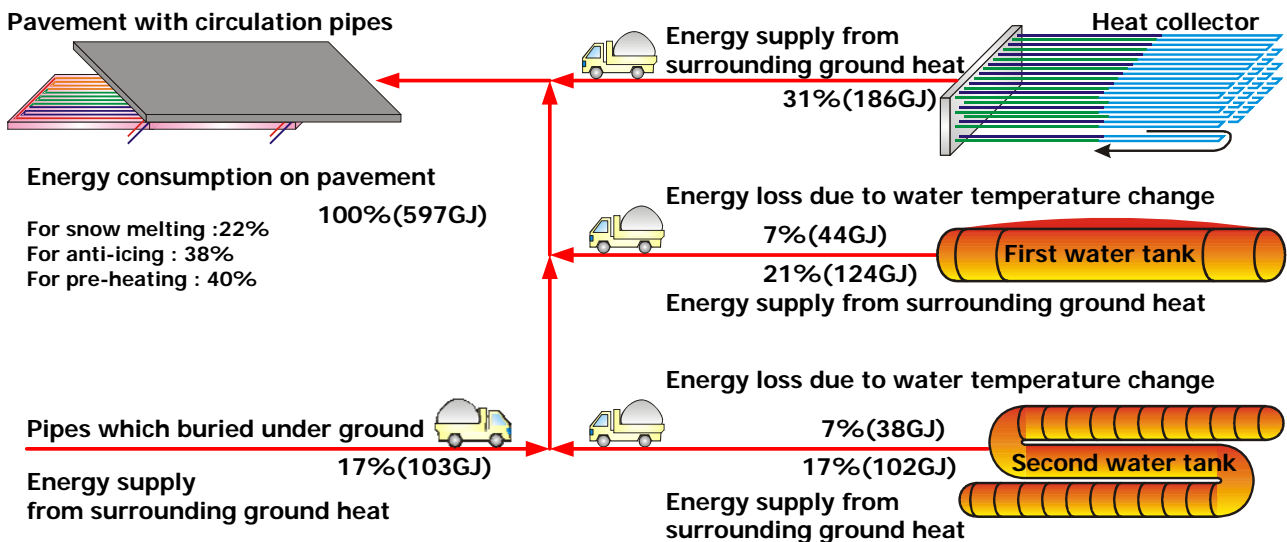 Pavement with circulation pipes
Energy supply from
surrounding ground heat
31%(186GJ)
Heat collector
Energy consumption on pavement
100%(597GJ)
For snow melting :22%
For anti-icing : 38%
For pre-heating : 40%
Energy loss due to water temperature change
7%(44GJ)
First water tank
21%(124GJ)
Energy supply from surrounding ground heat
Energy loss due to water temperature change
7%(38GJ)
Second water tank
17%(102GJ)
Energy supply from
surrounding ground heat
Pipes which buried under ground
17%(103GJ)
Energy supply
from surrounding ground heat